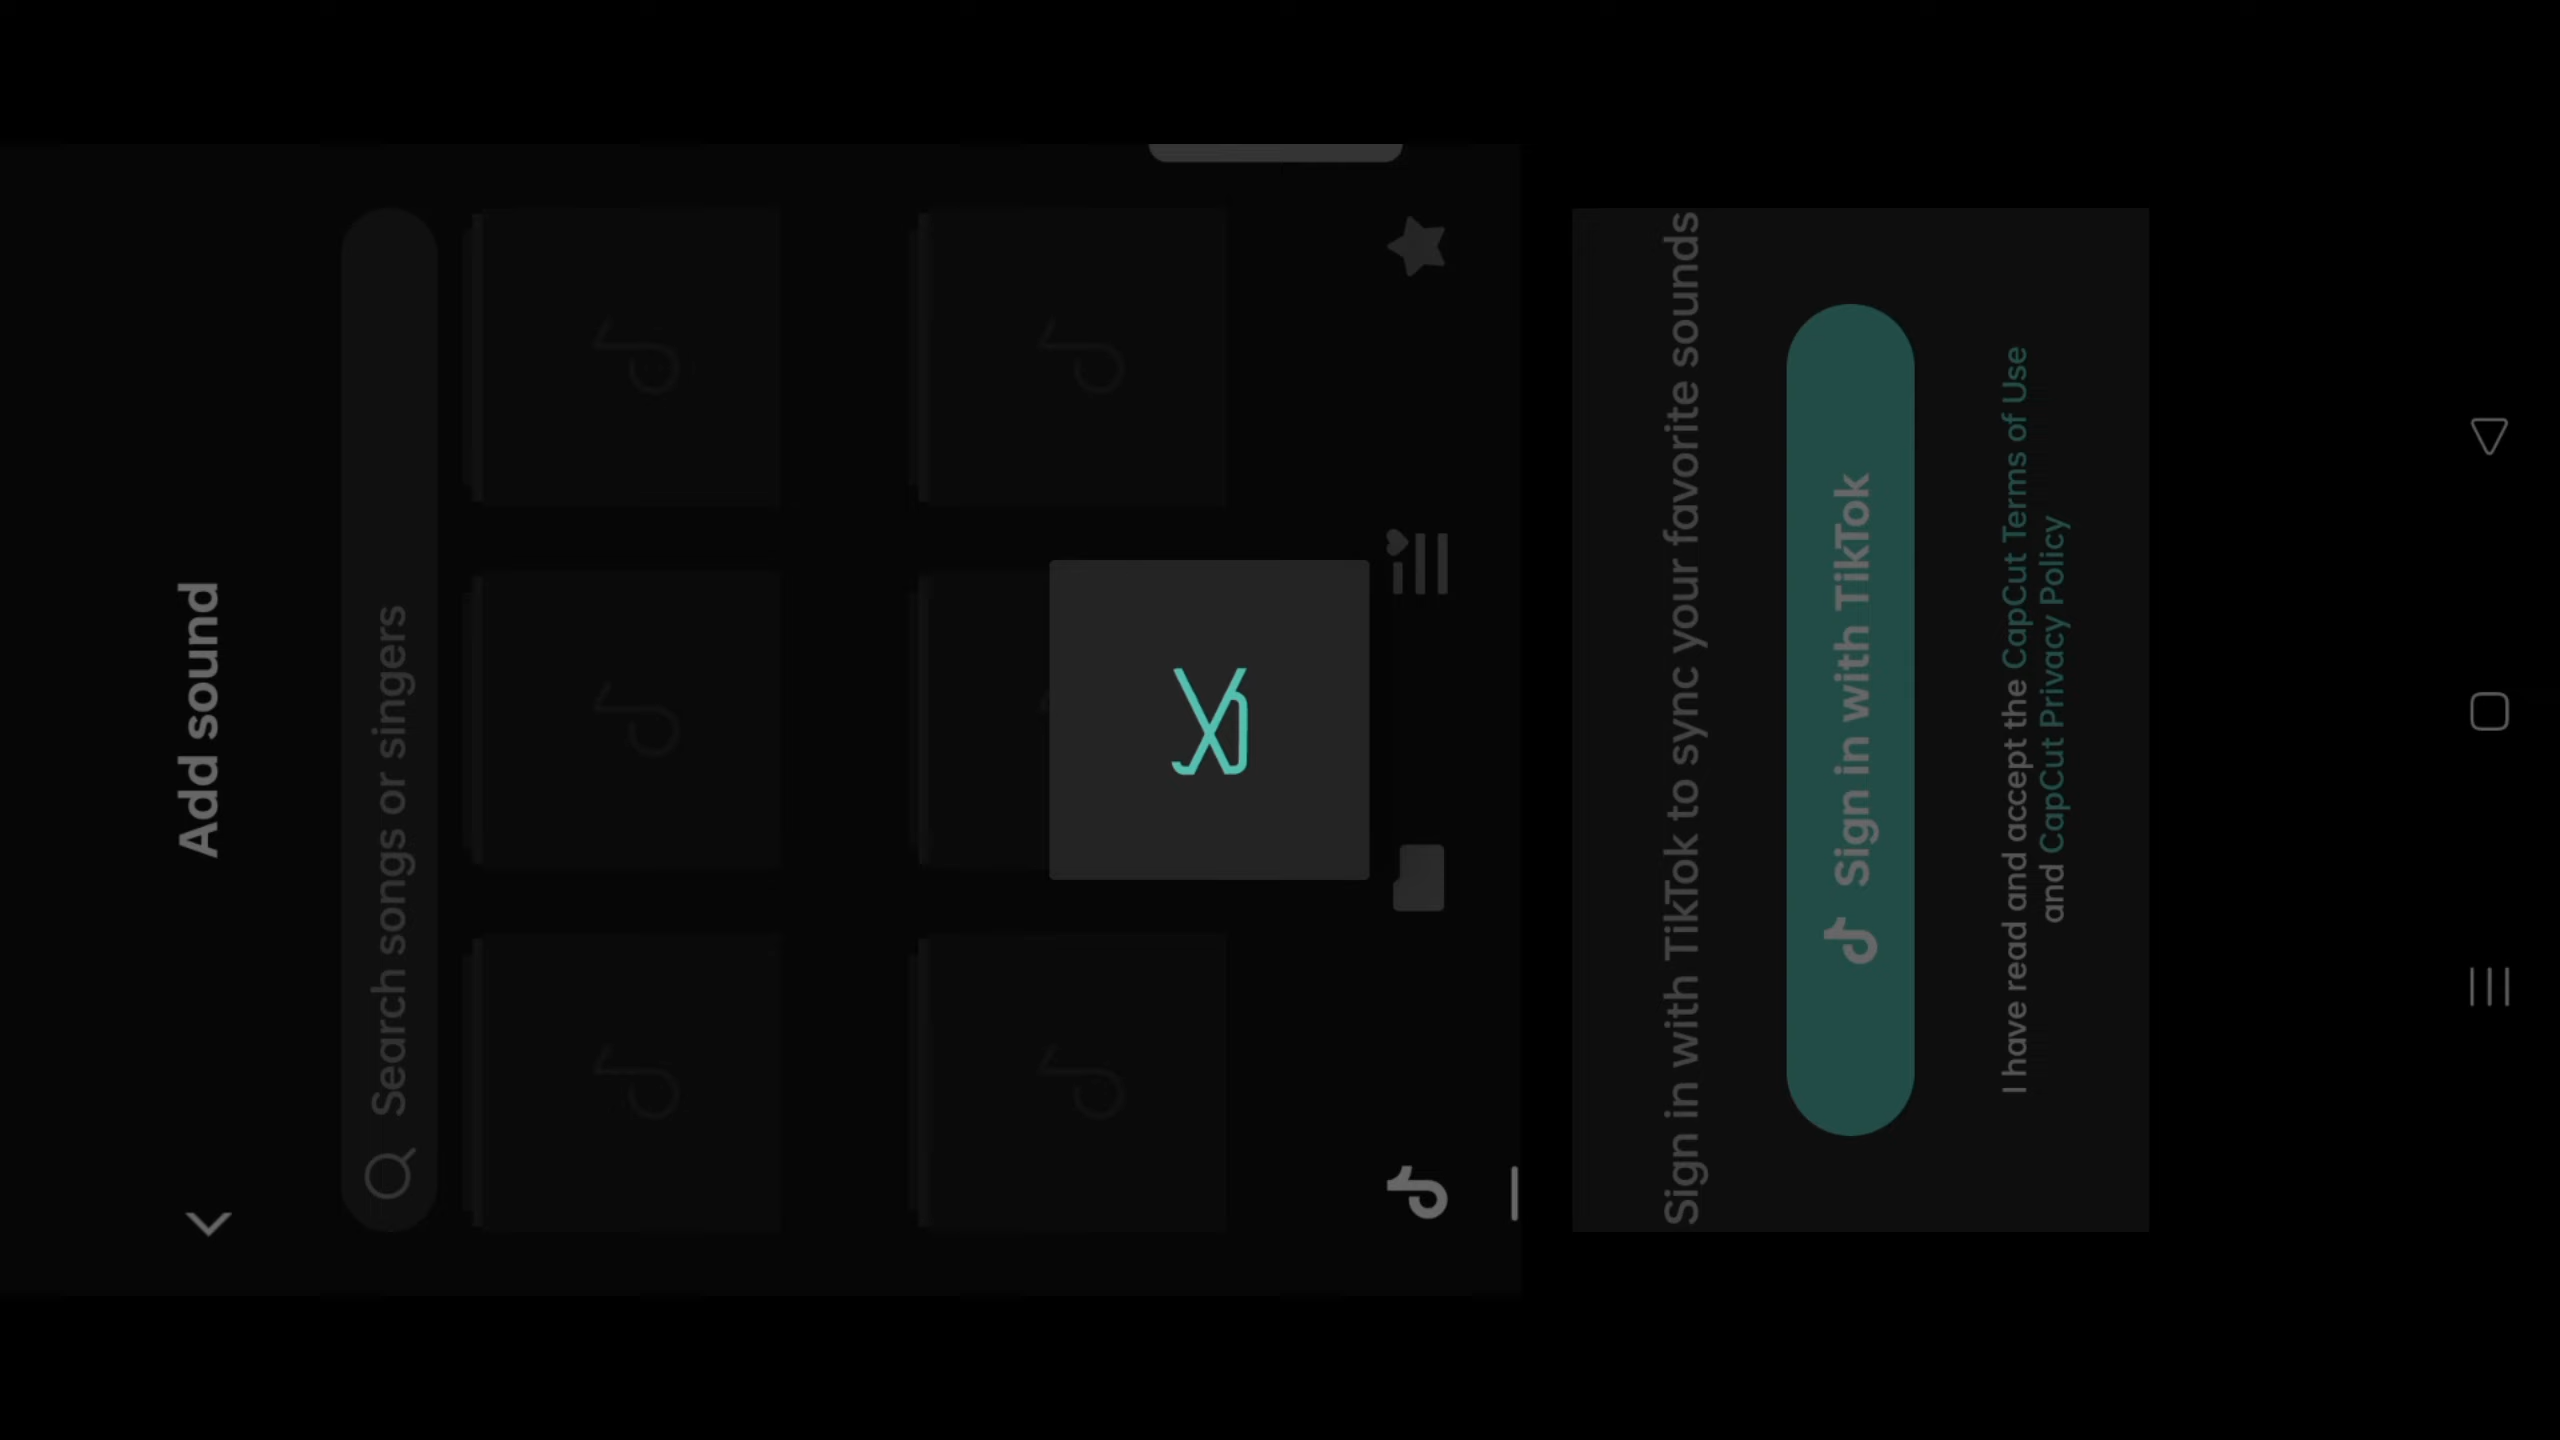 Add sound
Search songs or singers
Sign in with TikTok to sync your favorite sounds
Sign in with TikTok
I have read and accept the CapCut Terms of Use
and CapCut Privacy Policy